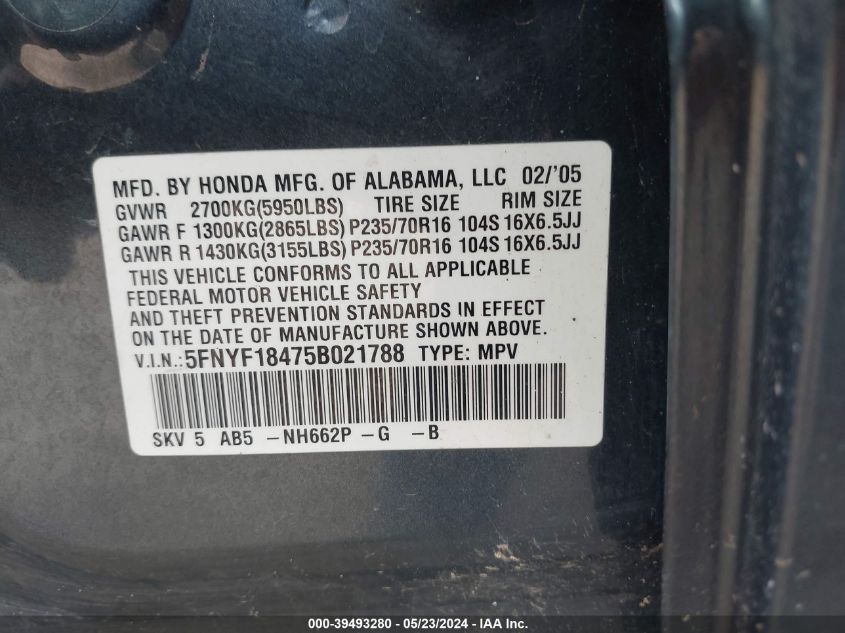 MFD. BY HONDA MFG. OF ALABAMA, LLC 02/'05
GVWR 2700KG(5950LBS) TIRE SIZE RIM SIZE
GAWR F 1300KG(2865LBS) P235/70R16 104S 16X6.5JJ
GAWR R 1430KG(3155LBS) P235/70R16 104S 16X6.5JJ
THIS VEHICLE CONFORMS TO ALL APPLICABLE
FEDERAL MOTOR VEHICLE SAFETY
AND THEFT PREVENTION STANDARDS IN EFFECT
ON THE DATE OF MANUFACTURE SHOWN ABOVE.
V.I.N.: 5FNYF18475B021788 TYPE: MPV
SKV 5 AB5 -NH662P -G -B
000-39493280 - 05/23/2024 - COPYRIGHT IAA, LLC.